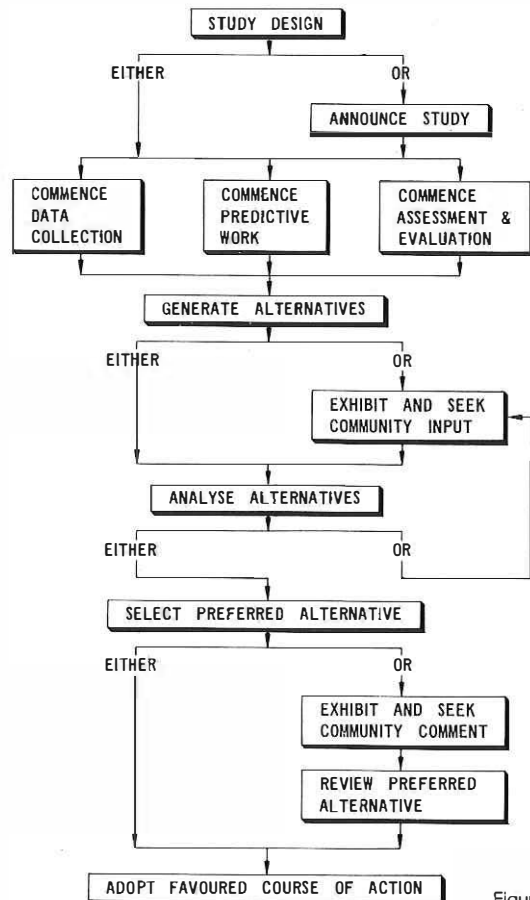 STUDY DESIGN
EITHER OR
ANNOUNCE STUDY
COMMENCE
DATA
COLLECTION
COMMENCE
PREDICTIVE
WORK
COMMENCE
ASSESSMENT &
EVALUATION
GENERATE ALTERNATIVES
EITHER OR
EXHIBIT AND SEEK
COMMUNITY INPUT
ANALYSE ALTERNATIVES
EITHER OR
SELECT PREFERRED ALTERNATIVE
EITHER OR
EXHIBIT AND SEEK
COMMUNITY COMMENT
REVIEW PREFERRED
ALTERNATIVE
ADOPT FAVOURED COURSE OF ACTION